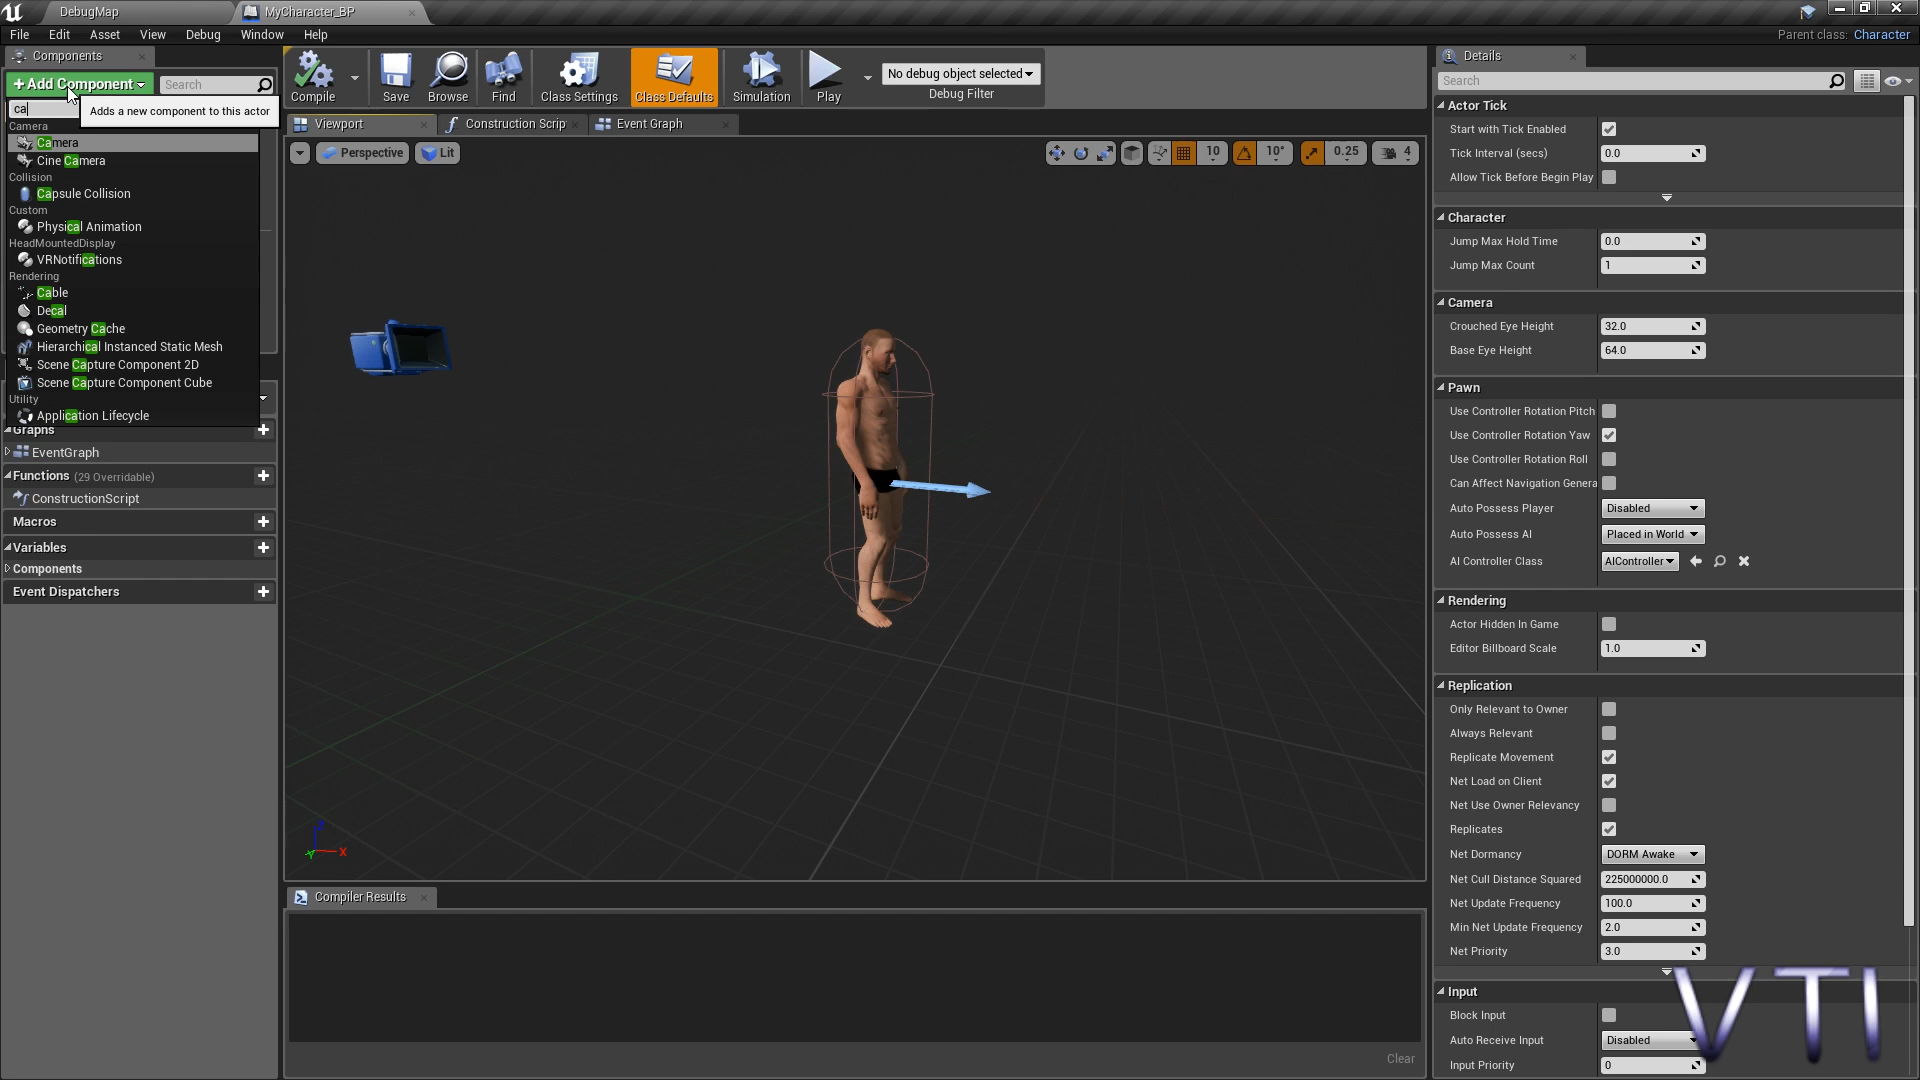 DebugMap
MyCharacter_BP
File Edit Asset View Debug Window Help
Parent class: Character
Components
+Add Component
Search
ca
Adds a new component to this actor
Camera
Camera
Cine Camera
Collision
Capsule Collision
Custom
Physical Animation
HeadMountedDisplay
VRNotifications
Rendering
Cable
Decal
Geometry Cache
Hierarchical Instanced Static Mesh
Scene Capture Component 2D
Scene Capture Component Cube
Utility
Application Lifecycle
Graphs
EventGraph
Functions (29 Overridable)
ConstructionScript
Macros
Variables
Components
Event Dispatchers
Compile
Save
Browse
Find
Class Settings
Class Defaults
Simulation
Play
No debug object selected
Debug Filter
Viewport
Construction Scrip
Event Graph
Perspective
Lit
10
10°
0.25
4
Z
X
Compiler Results
Clear
Details
Search
Actor Tick
Start with Tick Enabled
Tick Interval (secs) 0.0
Allow Tick Before Begin Play
Character
Jump Max Hold Time 0.0
Jump Max Count 1
Camera
Crouched Eye Height 32.0
Base Eye Height 64.0
Pawn
Use Controller Rotation Pitch
Use Controller Rotation Yaw
Use Controller Rotation Roll
Can Affect Navigation Genera
Auto Possess Player Disabled
Auto Possess AI Placed in World
AI Controller Class AIController
Rendering
Actor Hidden In Game
Editor Billboard Scale 1.0
Replication
Only Relevant to Owner
Always Relevant
Replicate Movement
Net Load on Client
Net Use Owner Relevancy
Replicates
Net Dormancy DORM Awake
Net Cull Distance Squared 225000000.0
Net Update Frequency 100.0
Min Net Update Frequency 2.0
Net Priority 3.0
Input
Block Input
Auto Receive Input Disabled
Input Priority 0
VTI